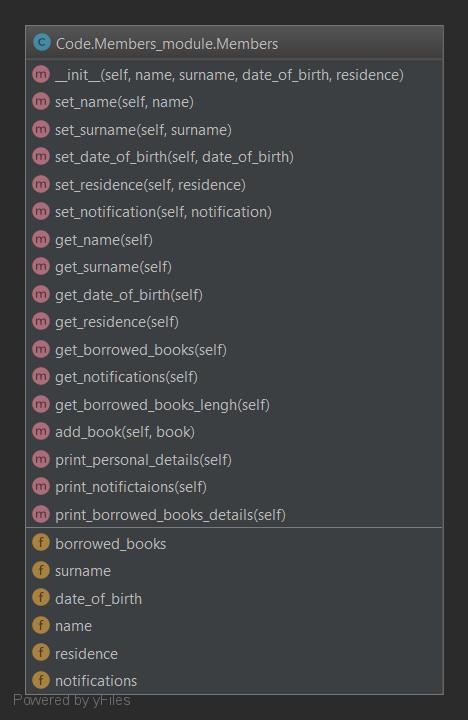 C Code.Members_module.Members
m __init__(self, name, surname, date_of_birth, residence)
m set_name(self, name)
m set_surname(self, surname)
m set_date_of_birth(self, date_of_birth)
m set_residence(self, residence)
m set_notification(self, notification)
m get_name(self)
m get_surname(self)
m get_date_of_birth(self)
m get_residence(self)
m get_borrowed_books(self)
m get_notifications(self)
m get_borrowed_books_lengh(self)
m add_book(self, book)
m print_personal_details(self)
m print_notifictaions(self)
m print_borrowed_books_details(self)
f borrowed_books
f surname
f date_of_birth
f name
f residence
f notifications
Powered by yFiles